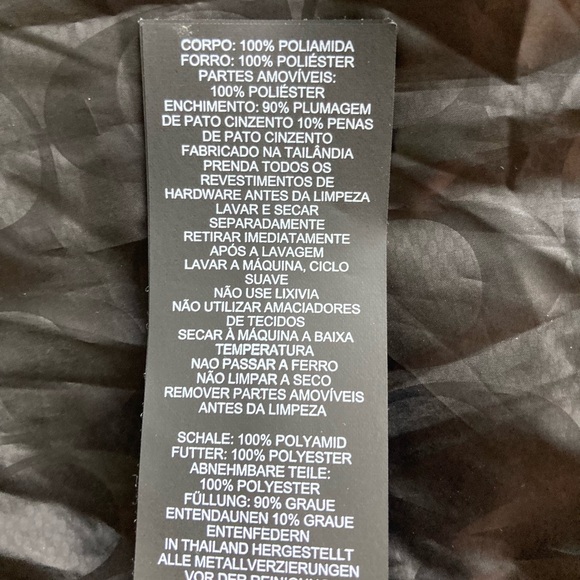 CORPO: 100% POLIAMIDA
FORRO: 100% POLIÉSTER
PARTES AMOVÍVEIS:
100% POLIÉSTER
ENCHIMENTO: 90% PLUMAGEM
DE PATO CINZENTO 10% PENAS
DE PATO CINZENTO
FABRICADO NA TAILÂNDIA
PRENDA TODOS OS
REVESTIMENTOS DE
HARDWARE ANTES DA LIMPEZA
LAVAR E SECAR
SEPARADAMENTE
RETIRAR IMEDIATAMENTE
APÓS A LAVAGEM
LAVAR A MÁQUINA, CICLO
SUAVE
NÃO USE LIXIVIA
NÃO UTILIZAR AMACIADORES
DE TECIDOS
SECAR À MÁQUINA A BAIXA
TEMPERATURA
NAO PASSAR A FERRO
NÃO LIMPAR A SECO
REMOVER PARTES AMOVÍVEIS
ANTES DA LIMPEZA
SCHALE: 100% POLYAMID
FUTTER: 100% POLYESTER
ABNEHMBARE TEILE:
100% POLYESTER
FÜLLUNG: 90% GRAUE
ENTENDAUNEN 10% GRAUE
ENTENFEDERN
IN THAILAND HERGESTELLT
ALLE METALLVERZIERUNGEN
VOR DER REINIGUNG